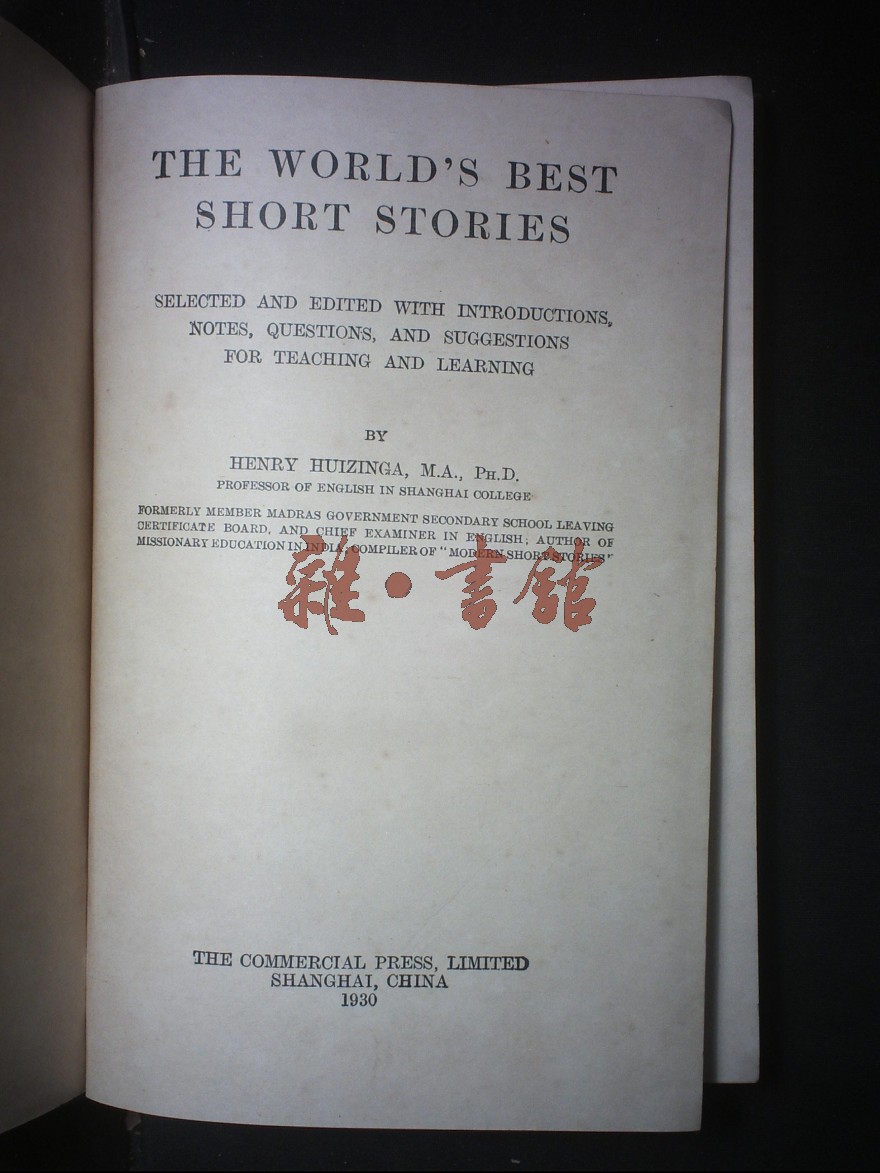 THE WORLD'S BEST
SHORT STORIES
SELECTED AND EDITED WITH INTRODUCTIONS,
NOTES, QUESTIONS, AND SUGGESTIONS
FOR TEACHING AND LEARNING
BY
HENRY HUIZINGA, M.A., PH.D.
PROFESSOR OF ENGLISH IN SHANGHAI COLLEGE
FORMERLY MEMBER MADRAS GOVERNMENT SECONDARY SCHOOL LEAVING
CERTIFICATE BOARD, AND CHIEF EXAMINER IN ENGLISH; AUTHOR OF
MISSIONARY EDUCATION IN INDIA; COMPILER OF "MODERN SHORT STORIES"
雜·書館
THE COMMERCIAL PRESS, LIMITED
SHANGHAI, CHINA
1930